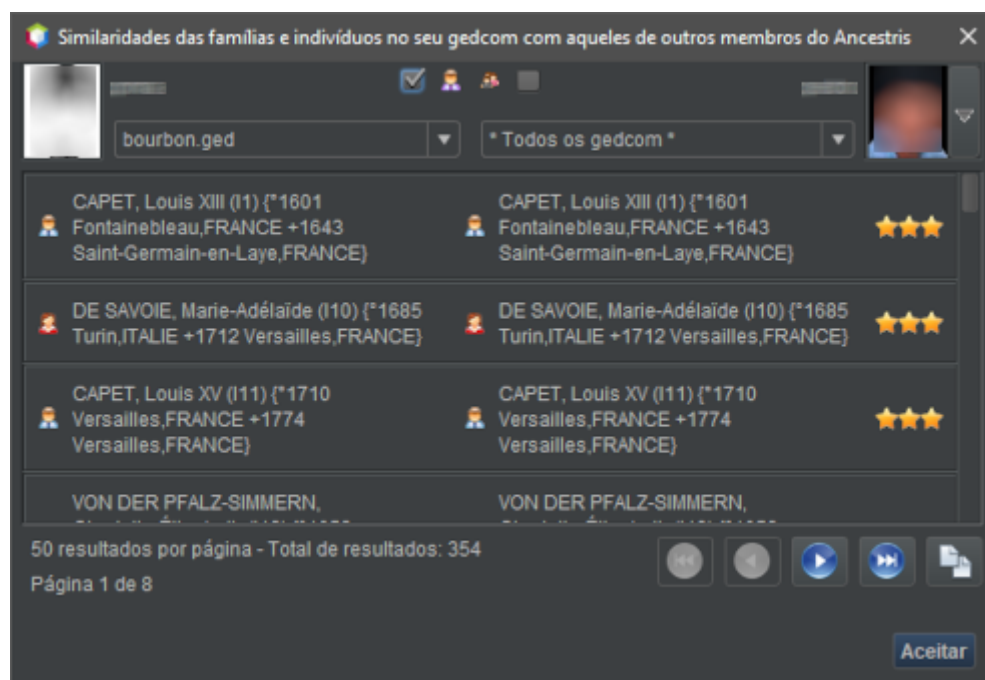 Similaridades das famílias e indivíduos no seu gedcom com aqueles de outros membros do Ancestris
bourbon.ged
* Todos os gedcom *
CAPET, Louis XIII (I1) {°1601
Fontainebleau,FRANCE +1643
Saint-Germain-en-Laye,FRANCE}
CAPET, Louis XIII (I1) {°1601
Fontainebleau,FRANCE +1643
Saint-Germain-en-Laye,FRANCE}
DE SAVOIE, Marie-Adélaïde (I10) {°1685
Turin,ITALIE +1712 Versailles,FRANCE}
DE SAVOIE, Marie-Adélaïde (I10) {°1685
Turin,ITALIE +1712 Versailles,FRANCE}
CAPET, Louis XV (I11) {°1710
Versailles,FRANCE +1774
Versailles,FRANCE}
CAPET, Louis XV (I11) {°1710
Versailles,FRANCE +1774
Versailles,FRANCE}
VON DER PFALZ-SIMMERN,
VON DER PFALZ-SIMMERN,
50 resultados por página - Total de resultados: 354
Página 1 de 8
Aceitar